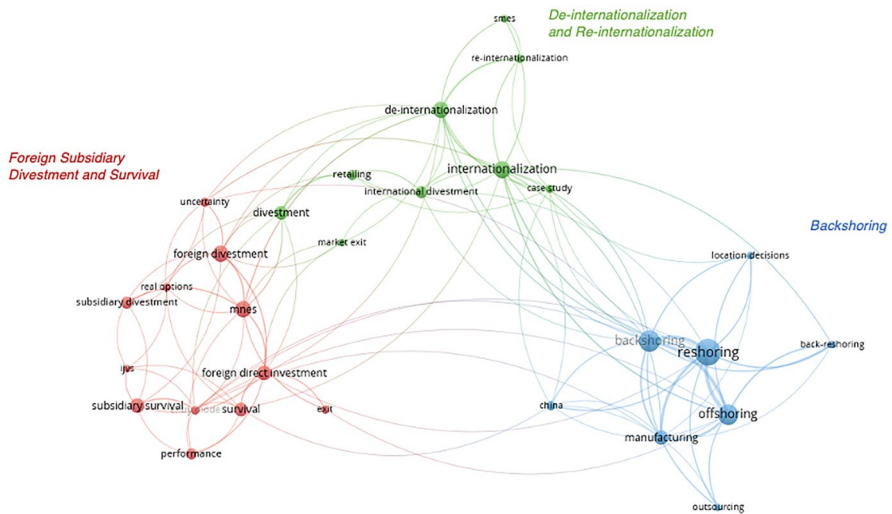 De-internationalization
and Re-internationalization
smes
re-internationalization
de-internationalization
Foreign Subsidiary
Divestment and Survival
internationalization
retailing
case study
international divestment
uncertainty
divestment
Backshoring
market exit
foreign divestment
location decisions
real options
subsidiary divestment
mnes
backshoring
back-reshoring
reshoring
ijvs
foreign direct investment
subsidiary survival
mode
survival
exit
china
offshoring
manufacturing
performance
outsourcing